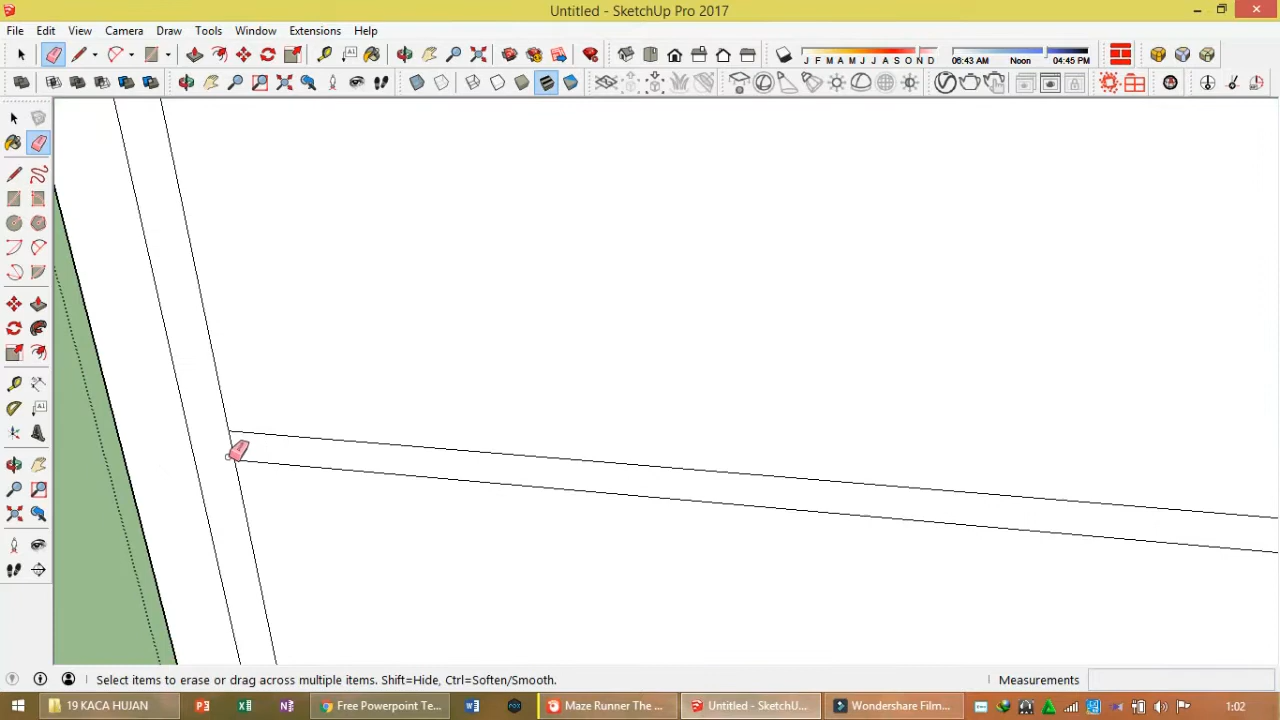 Untitled - SketchUp Pro 2017
File Edit View Camera Draw Tools Window Extensions Help
J F M A M J J A S O N D 06:43 AM Noon 04:45 PM
Select items to erase or drag across multiple items. Shift=Hide, Ctrl=Soften/Smooth. Measurements
19 KACA HUJAN Free Powerpoint Te... Maze Runner The ... Untitled - SketchU... Wondershare Film... 1:02